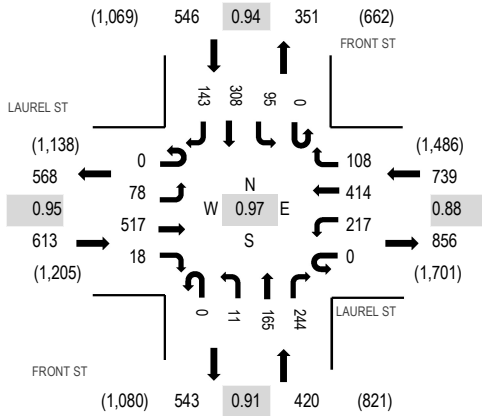 (1,069) 546 0.94 351 (662)
FRONT ST
LAUREL ST
143 308 95 0
(1,138) (1,486)
568 0 108 739
78 N 414
0.95 W 0.97 E 0.88
517 S 217
613 18 0 856
(1,205) (1,701)
0 11 165 244
LAUREL ST
FRONT ST
(1,080) 543 0.91 420 (821)